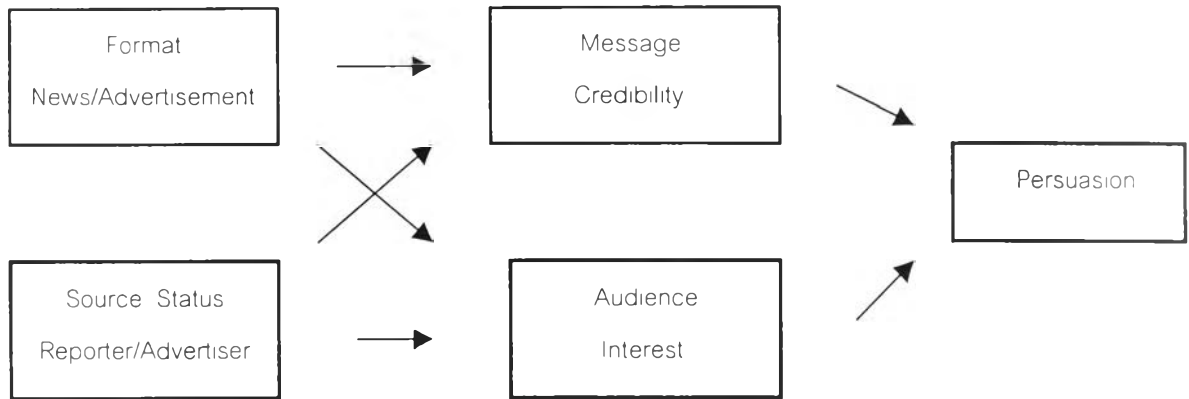 Format
News/Advertisement
Message
Credibility
Persuasion
Source Status
Reporter/Advertiser
Audience
Interest